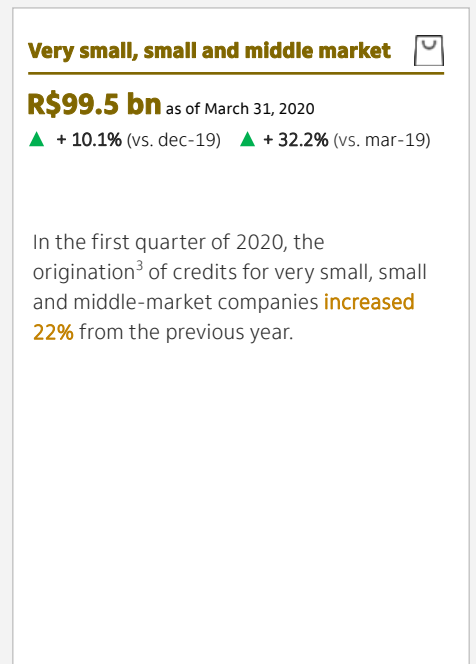 Very small, small and middle market
R$99.5 bn as of March 31, 2020
▲ + 10.1% (vs. dec-19) ▲ + 32.2% (vs. mar-19)
In the first quarter of 2020, the
origination³ of credits for very small, small
and middle-market companies increased
22% from the previous year.